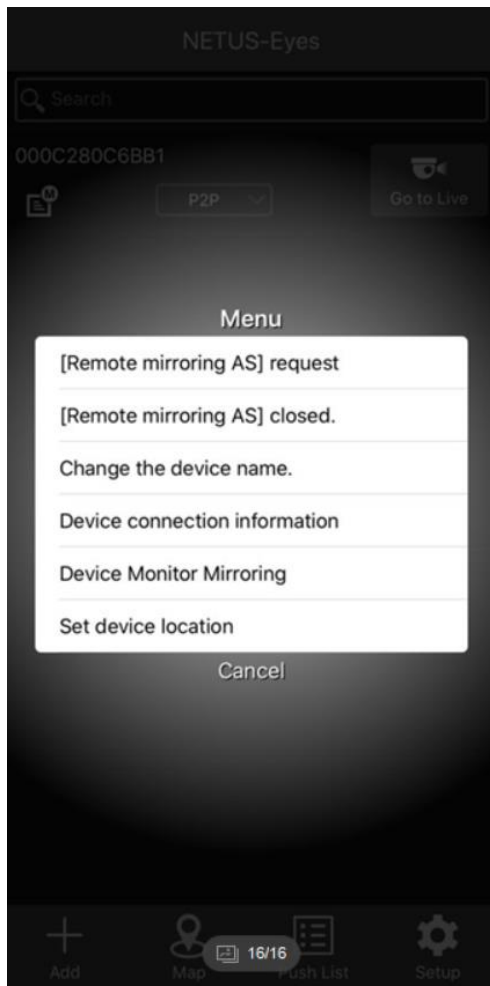 NETUS-Eyes
Search
000C280C6BB1
M
P2P
Go to Live
Menu
[Remote mirroring AS] request
[Remote mirroring AS] closed.
Change the device name.
Device connection information
Device Monitor Mirroring
Set device location
Cancel
16/16
Add
Map
Push List
Setup